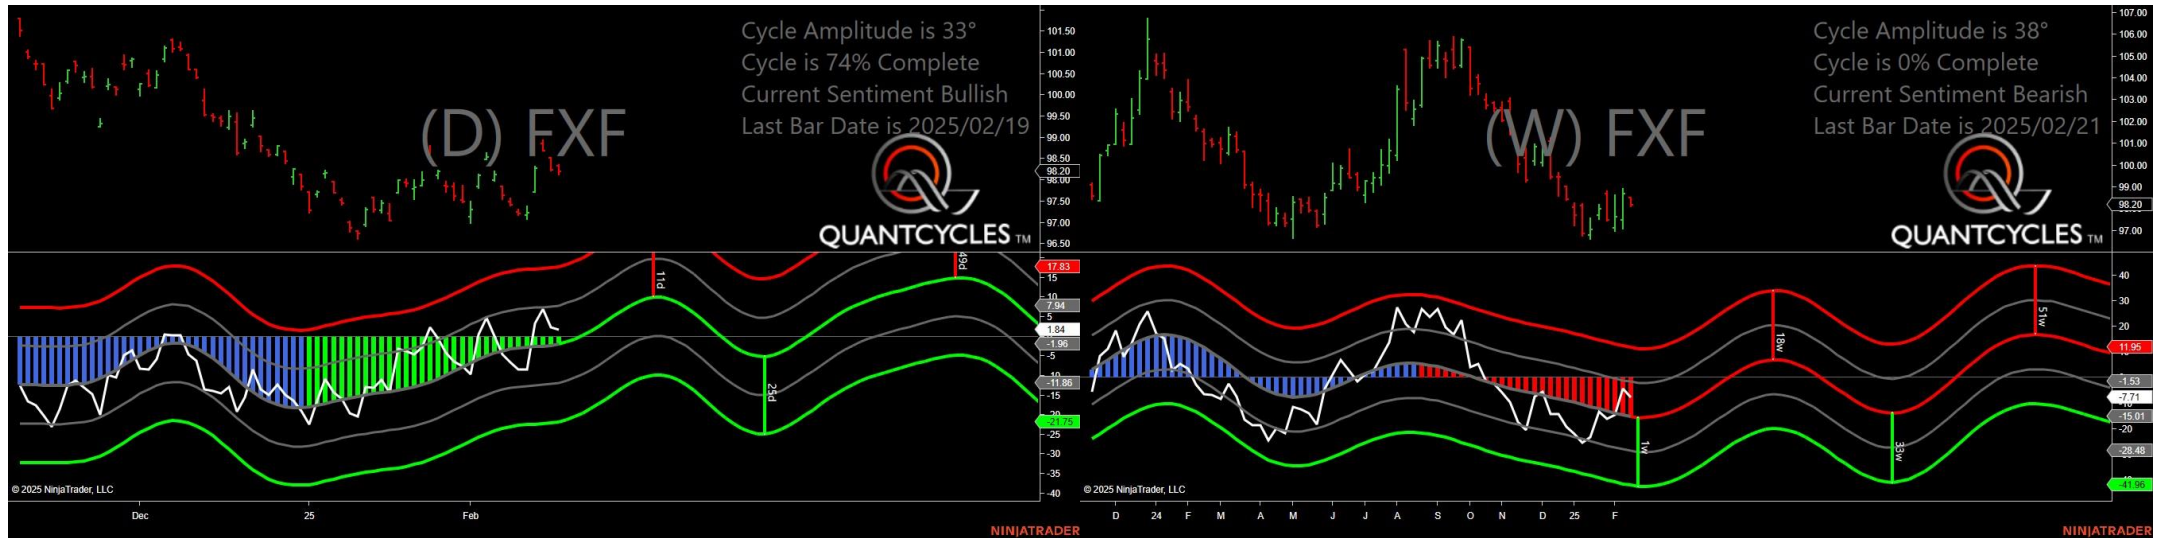 Cycle Amplitude is 33°
Cycle is 74% Complete
Current Sentiment Bullish
Last Bar Date is 2025/02/19
(D) FXF
QUANTCYCLES TM
101.50
101.00
100.50
100.00
99.50
99.00
98.50
98.20
98.00
97.50
97.00
96.50
11d
49d
25d
17.83
15
10
7.94
5
1.84
-1.96
-5
-10
-11.86
-15
-20
-21.75
-25
-30
-35
-40
© 2025 NinjaTrader, LLC
Dec
25
Feb
NINJATRADER
Cycle Amplitude is 38°
Cycle is 0% Complete
Current Sentiment Bearish
Last Bar Date is 2025/02/21
(W) FXF
QUANTCYCLES TM
107.00
106.00
105.00
104.00
103.00
102.00
101.00
100.00
99.00
98.20
97.00
18w
51w
1w
33w
40
30
20
11.95
-1.53
-7.71
-15.01
-20
-28.48
-41.96
© 2025 NinjaTrader, LLC
D
24
F
M
A
M
J
J
A
S
O
N
D
25
F
NINJATRADER